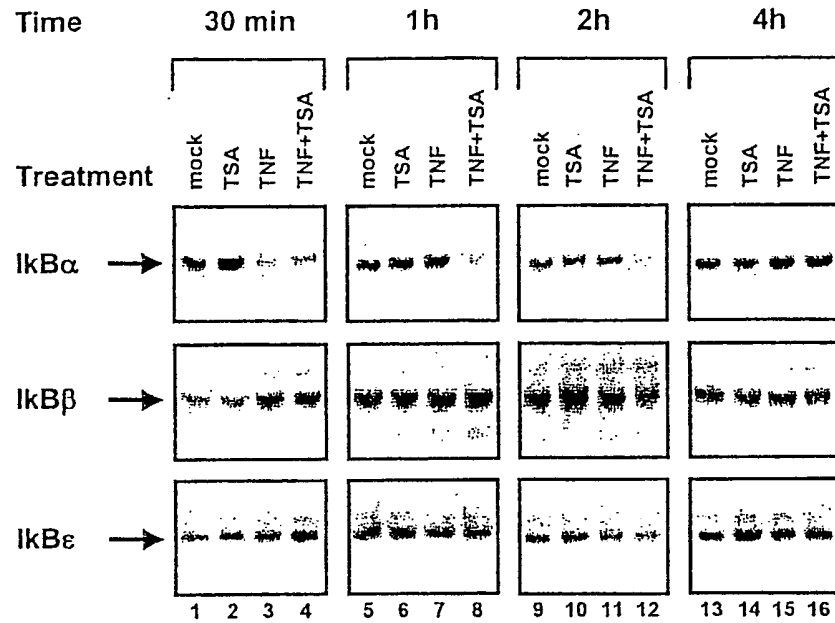 Time 30 min 1h 2h 4h
Treatment mock TSA TNF TNF+TSA mock TSA TNF TNF+TSA mock TSA TNF TNF+TSA mock TSA TNF TNF+TSA
IkBα
IkBβ
IkBε
1 2 3 4 5 6 7 8 9 10 11 12 13 14 15 16